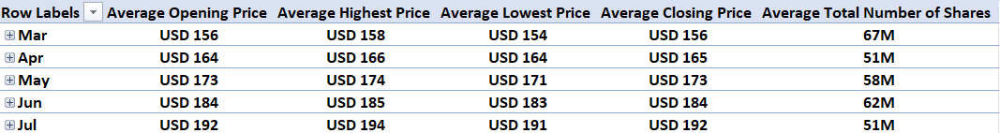 Row Labels Average Opening Price Average Highest Price Average Lowest Price Average Closing Price Average Total Number of Shares
Mar USD 156 USD 158 USD 154 USD 156 67M
Apr USD 164 USD 166 USD 164 USD 165 51M
May USD 173 USD 174 USD 171 USD 173 58M
Jun USD 184 USD 185 USD 183 USD 184 62M
Jul USD 192 USD 194 USD 191 USD 192 51M